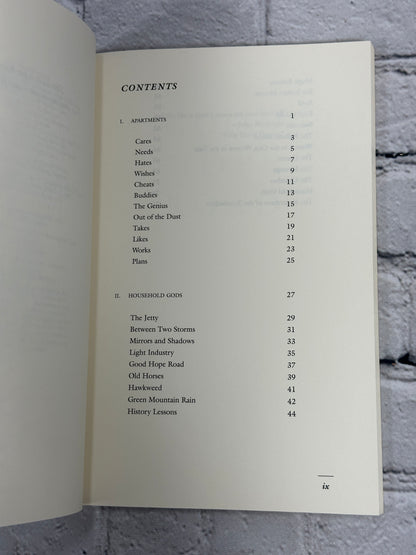 CONTENTS
I. APARTMENTS 1
Cares 3
Needs 5
Hates 7
Wishes 9
Cheats 11
Buddies 13
The Genius 15
Out of the Dust 17
Takes 19
Likes 21
Works 23
Plans 25
II. HOUSEHOLD GODS 27
The Jetty 29
Between Two Storms 31
Mirrors and Shadows 33
Light Industry 35
Good Hope Road 37
Old Horses 39
Hawkweed 41
Green Mountain Rain 42
History Lessons 44
ix